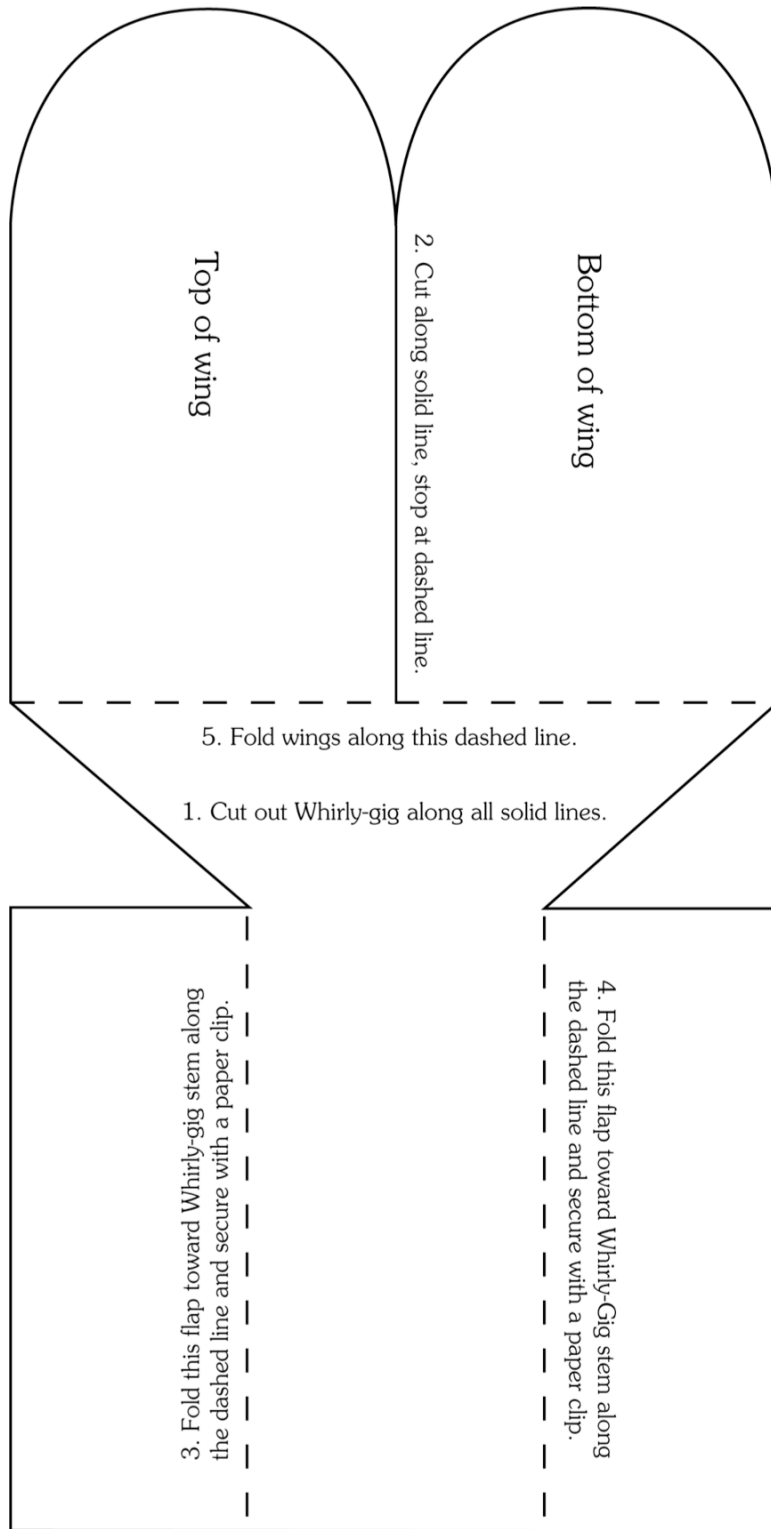 Top of wing
2. Cut along solid line, stop at dashed line.
Bottom of wing
5. Fold wings along this dashed line.
1. Cut out Whirly-gig along all solid lines.
3. Fold this flap toward Whirly-gig stem along
the dashed line and secure with a paper clip.
4. Fold this flap toward Whirly-Gig stem along
the dashed line and secure with a paper clip.